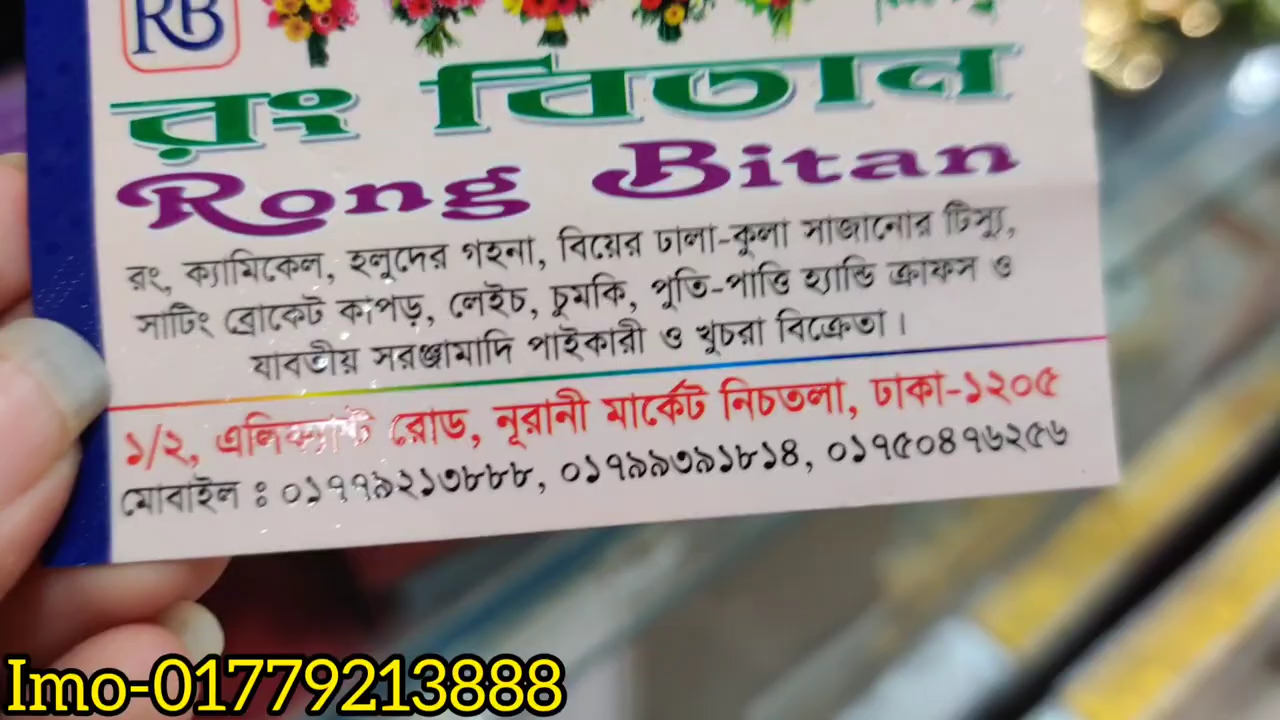 RB
রং বিতান
Rong Bitan
রং, ক্যামিকেল, হলুদের গহনা, বিয়ের ঢালা-কুলা সাজানোর টিস্যু,
সাটিং ব্রোকেট কাপড়, লেইচ, চুমকি, পুতি-পাত্তি হ্যান্ডি ক্রাফস ও
যাবতীয় সরঞ্জামাদি পাইকারী ও খুচরা বিক্রেতা।
১/২, এলিফ্যান্ট রোড, নূরানী মার্কেট নিচতলা, ঢাকা-১২০৫
মোবাইল : ০১৭৭৯২১৩৮৮৮, ০১৭৯৯৩৯১৮১৪, ০১৭৫০৪৭৬২৫৬
Imo-01779213888